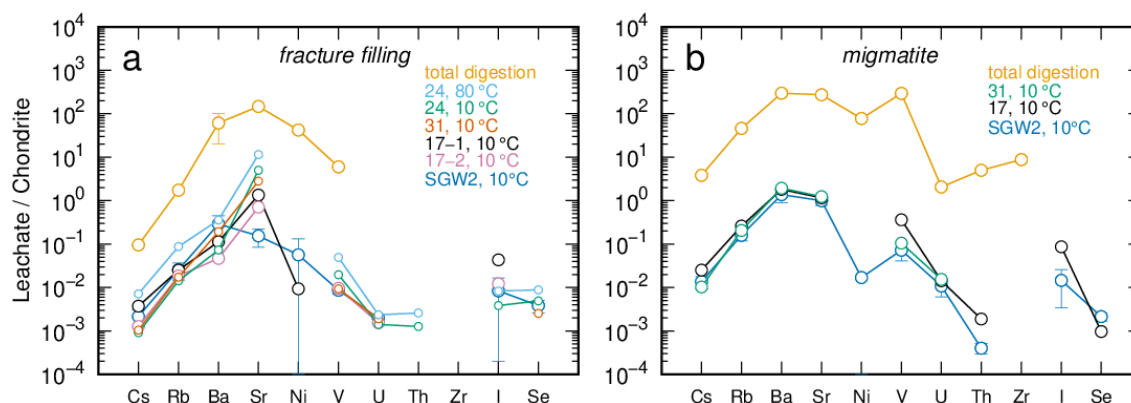 a
fracture filling
total digestion
24, 80 °C
24, 10 °C
31, 10 °C
17−1, 10 °C
17−2, 10 °C
SGW2, 10°C
Leachate / Chondrite
10⁴
10³
10²
10¹
10⁰
10⁻¹
10⁻²
10⁻³
10⁻⁴
Cs Rb Ba Sr Ni V U Th Zr I Se
b
migmatite
total digestion
31, 10 °C
17, 10 °C
SGW2, 10°C
10⁴
10³
10²
10¹
10⁰
10⁻¹
10⁻²
10⁻³
10⁻⁴
Cs Rb Ba Sr Ni V U Th Zr I Se